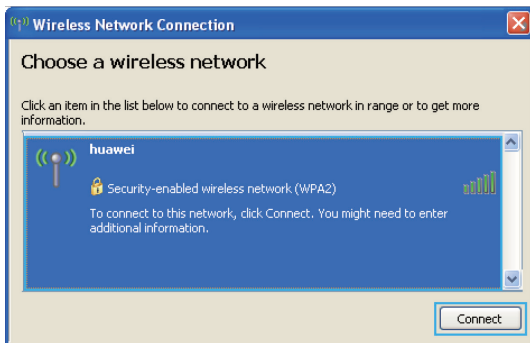 Wireless Network Connection
Choose a wireless network
Click an item in the list below to connect to a wireless network in range or to get more
information.
huawei
Security-enabled wireless network (WPA2)
To connect to this network, click Connect. You might need to enter
additional information.
Connect